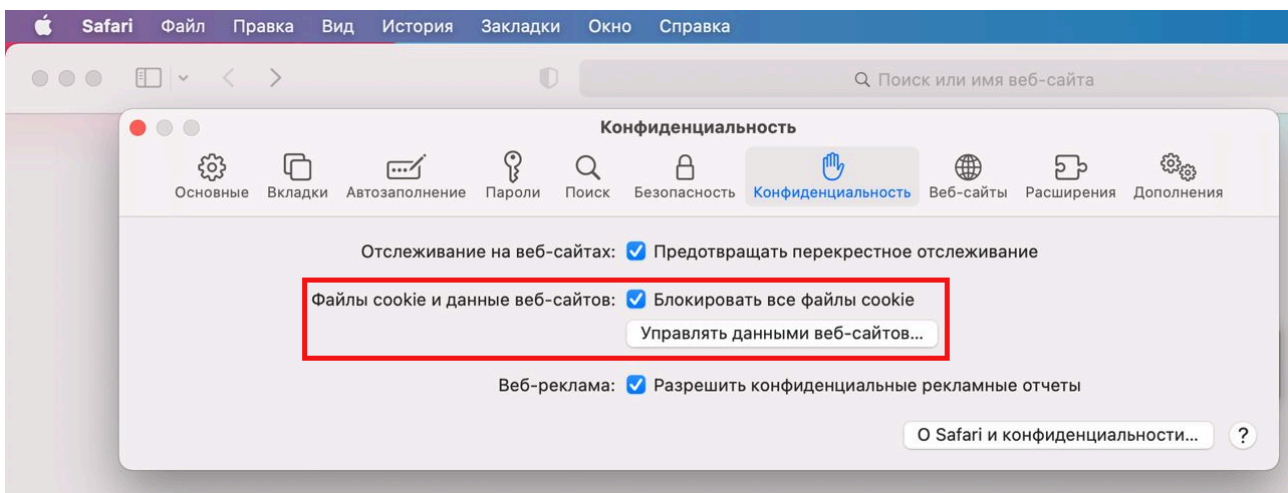 Safari Файл Правка Вид История Закладки Окно Справка
Поиск или имя веб-сайта
Конфиденциальность
Основные Вкладки Автозаполнение Пароли Поиск Безопасность Конфиденциальность Веб-сайты Расширения Дополнения
Отслеживание на веб-сайтах: Предотвращать перекрестное отслеживание
Файлы cookie и данные веб-сайтов: Блокировать все файлы cookie
Управлять данными веб-сайтов...
Веб-реклама: Разрешить конфиденциальные рекламные отчеты
О Safari и конфиденциальности... ?